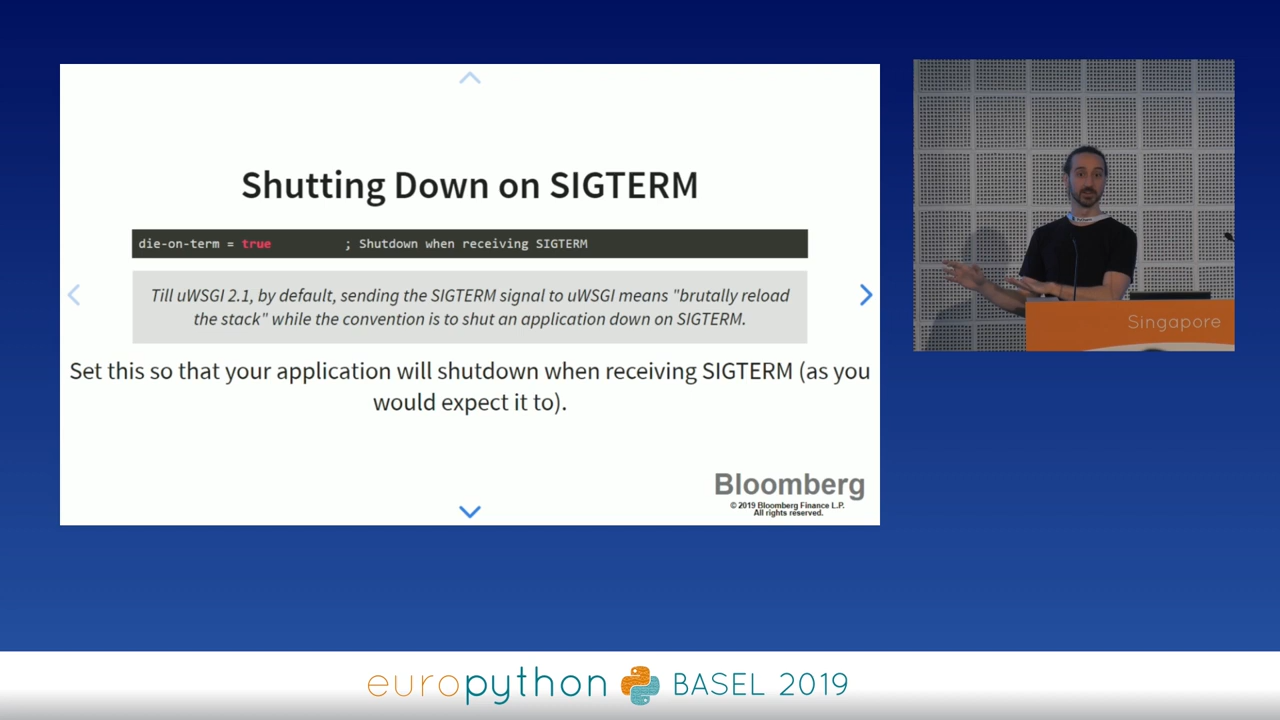 Shutting Down on SIGTERM
die-on-term = true ; Shutdown when receiving SIGTERM
Till uWSGI 2.1, by default, sending the SIGTERM signal to uWSGI means "brutally reload
the stack" while the convention is to shut an application down on SIGTERM.
Set this so that your application will shutdown when receiving SIGTERM (as you
would expect it to).
Bloomberg
© 2019 Bloomberg Finance L.P.
All rights reserved.
Singapore
europython BASEL 2019